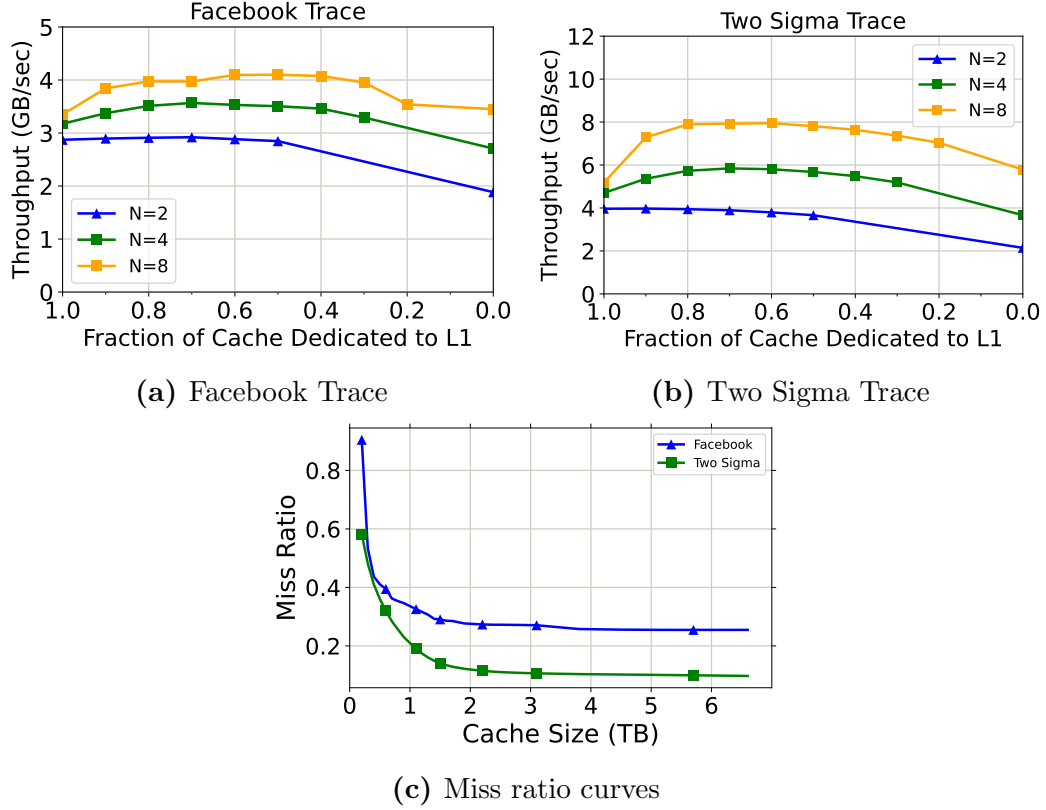 Facebook Trace
Throughput (GB/sec)
5
4
3
2
1
0
N=2
N=4
N=8
1.0 0.8 0.6 0.4 0.2 0.0
Fraction of Cache Dedicated to L1
(a) Facebook Trace
Two Sigma Trace
Throughput (GB/sec)
12
10
8
6
4
2
0
N=2
N=4
N=8
1.0 0.8 0.6 0.4 0.2 0.0
Fraction of Cache Dedicated to L1
(b) Two Sigma Trace
Miss Ratio
0.8
0.6
0.4
0.2
Facebook
Two Sigma
0 1 2 3 4 5 6
Cache Size (TB)
(c) Miss ratio curves